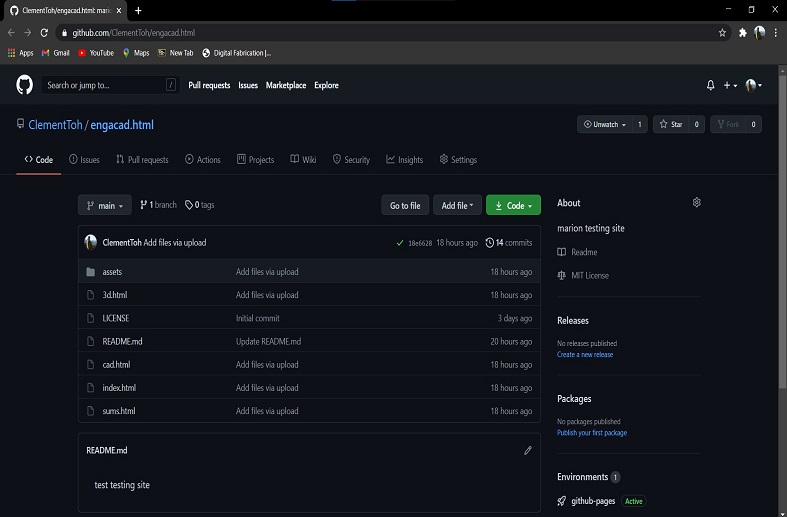 ClementToh/engacad.html: mario
github.com/ClementToh/engacad.html
Apps Gmail YouTube Maps New Tab Digital Fabrication |...
Search or jump to... / Pull requests Issues Marketplace Explore
ClementToh / engacad.html Unwatch 1 Star 0 Fork 0
Code Issues Pull requests Actions Projects Wiki Security Insights Settings
main 1 branch 0 tags Go to file Add file Code
ClementToh Add files via upload 18e6628 18 hours ago 14 commits
assets Add files via upload 18 hours ago
3d.html Add files via upload 18 hours ago
LICENSE Initial commit 3 days ago
README.md Update README.md 20 hours ago
cad.html Add files via upload 18 hours ago
index.html Add files via upload 18 hours ago
sums.html Add files via upload 18 hours ago
README.md
test testing site
About
marion testing site
Readme
MIT License
Releases
No releases published
Create a new release
Packages
No packages published
Publish your first package
Environments 1
github-pages Active